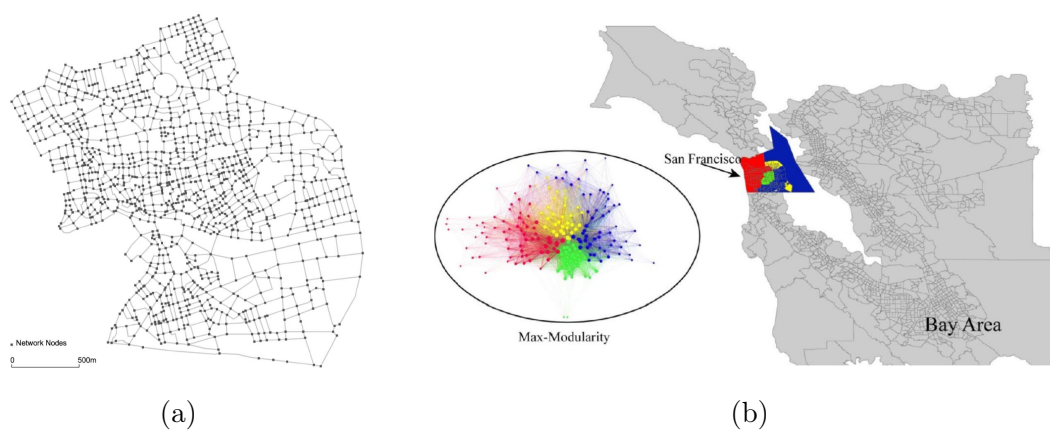 Network Nodes
0 500m
(a)
San Francisco
Max-Modularity
Bay Area
(b)